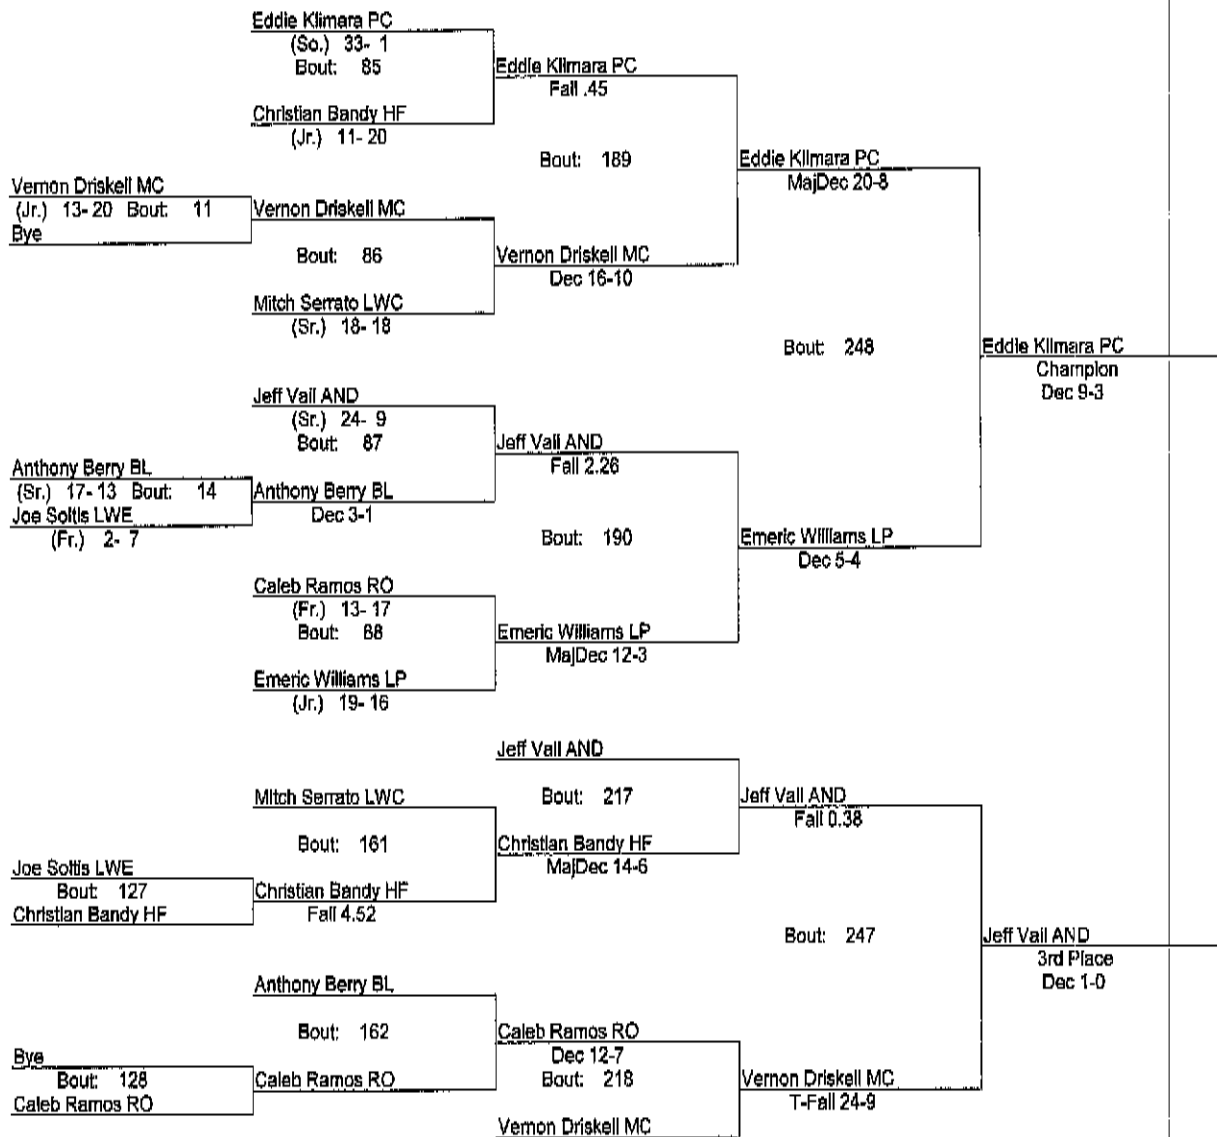 Eddie Klimara PC
(So.) 33- 1
Bout: 85
Eddie Klimara PC
Fall .45
Christian Bandy HF
(Jr.) 11- 20
Bout: 189
Eddie Klimara PC
MajDec 20-8
Vernon Driskell MC
(Jr.) 13- 20 Bout: 11
Bye
Vernon Driskell MC
Bout: 86
Vernon Driskell MC
Dec 16-10
Mitch Serrato LWC
(Sr.) 18- 18
Bout: 248
Eddie Klimara PC
Champion
Dec 9-3
Jeff Vail AND
(Sr.) 24- 9
Bout: 87
Jeff Vail AND
Fall 2.26
Anthony Berry BL
(Sr.) 17- 13 Bout: 14
Joe Soltis LWE
(Fr.) 2- 7
Anthony Berry BL
Dec 3-1
Bout: 190
Emeric Williams LP
Dec 5-4
Caleb Ramos RO
(Fr.) 13- 17
Bout: 88
Emeric Williams LP
MajDec 12-3
Emeric Williams LP
(Jr.) 19- 16
Jeff Vail AND
Bout: 217
Jeff Vail AND
Fall 0.38
Mitch Serrato LWC
Bout: 161
Christian Bandy HF
MajDec 14-6
Joe Soltis LWE
Bout: 127
Christian Bandy HF
Christian Bandy HF
Fall 4.52
Bout: 247
Jeff Vail AND
3rd Place
Dec 1-0
Anthony Berry BL
Bout: 162
Caleb Ramos RO
Dec 12-7
Bout: 218
Bye
Bout: 128
Caleb Ramos RO
Caleb Ramos RO
Vernon Driskell MC
T-Fall 24-9
Vernon Driskell MC